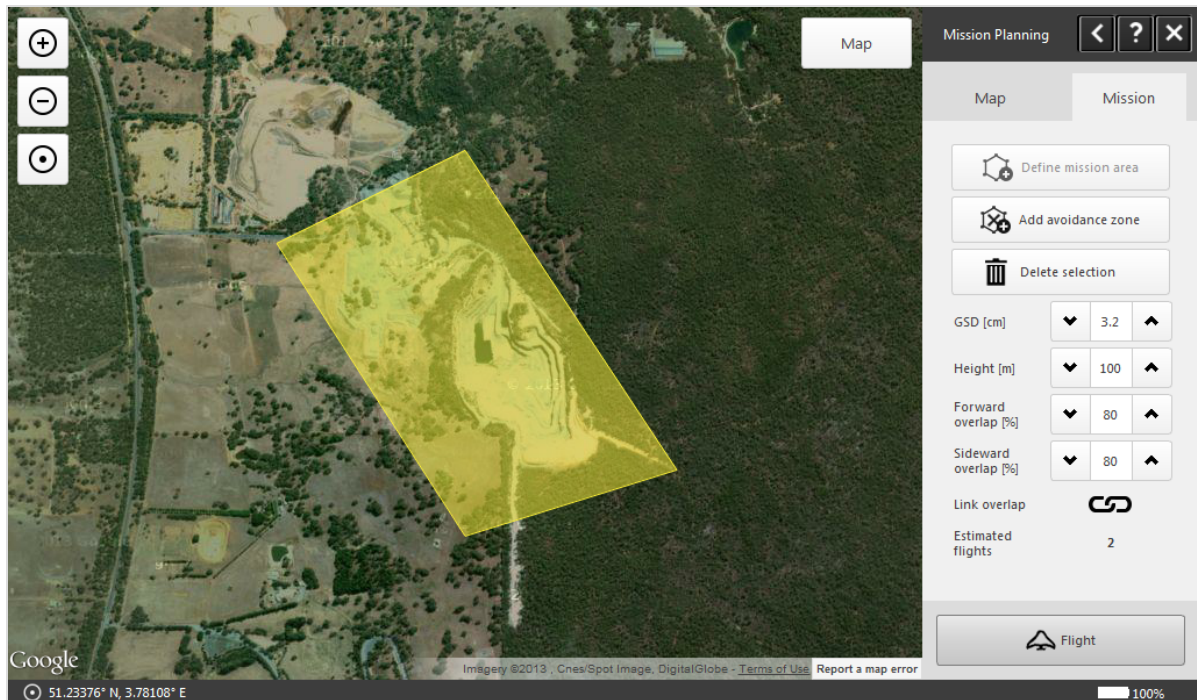 Map
Mission Planning
?
Map
Mission
Define mission area
Add avoidance zone
Delete selection
GSD [cm]
3.2
Height [m]
100
Forward
overlap [%]
80
Sideward
overlap [%]
80
Link overlap
Estimated
flights
2
Flight
Google
Imagery ©2013 , Cnes/Spot Image, DigitalGlobe - Terms of Use
Report a map error
51.23376° N, 3.78108° E
100%